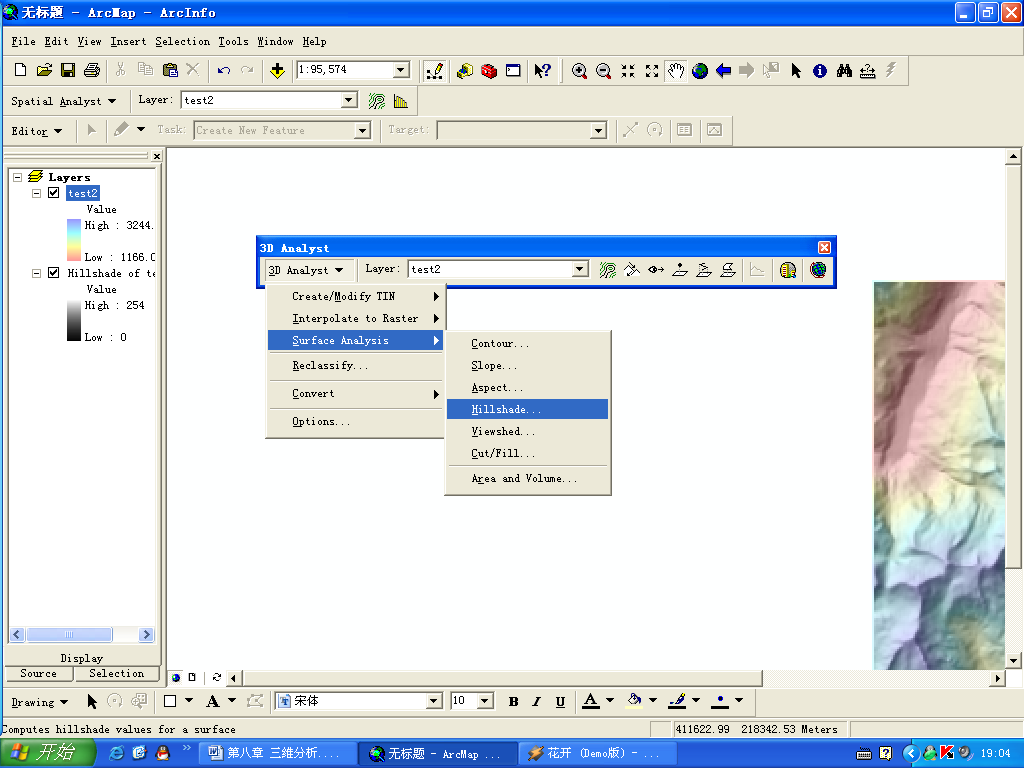 无标题 - ArcMap - ArcInfo
File Edit View Insert Selection Tools Window Help
1:95,574
Spatial Analyst Layer: test2
Editor Task: Create New Feature Target:
Layers
test2
Value
High : 3244.
Low : 1166.0
Hillshade of te
Value
High : 254
Low : 0
3D Analyst
3D Analyst Layer: test2
Create/Modify TIN
Interpolate to Raster
Surface Analysis
Reclassify...
Convert
Options...
Contour...
Slope...
Aspect...
Hillshade...
Viewshed...
Cut/Fill...
Area and Volume...
Display
Source Selection
Drawing A 宋体 10 B I U A
Computes hillshade values for a surface
411622.99 218342.53 Meters
开始 第八章 三维分析.... 无标题 - ArcMap ... 花开 (Demo版) - ... 19:04